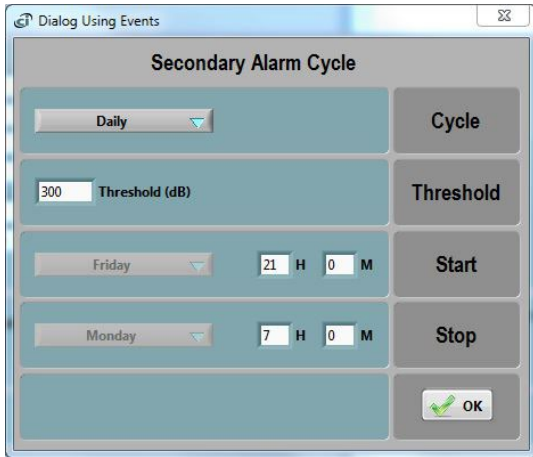 Dialog Using Events
Secondary Alarm Cycle
Daily
Cycle
300 Threshold (dB)
Threshold
Friday 21 H 0 M
Start
Monday 7 H 0 M
Stop
OK